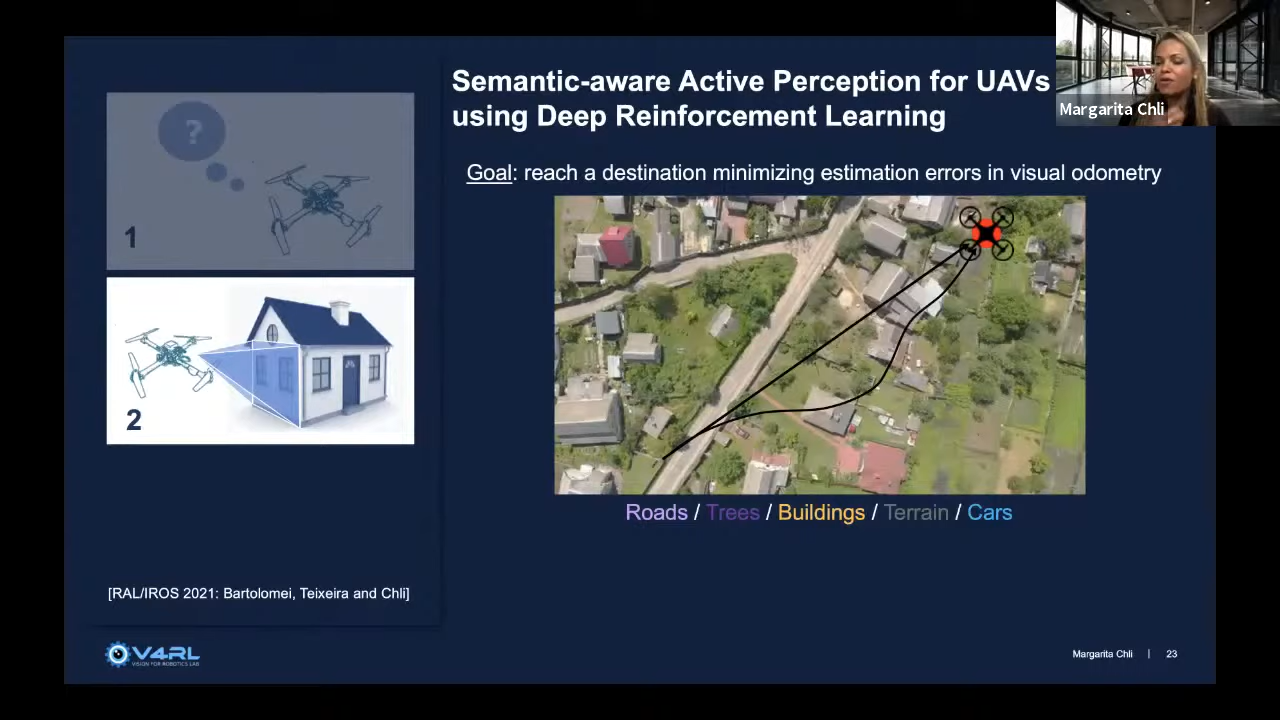 Semantic-aware Active Perception for UAVs
using Deep Reinforcement Learning
Margarita Chli
Goal: reach a destination minimizing estimation errors in visual odometry
?
1
2
Roads / Trees / Buildings / Terrain / Cars
[RAL/IROS 2021: Bartolomei, Teixeira and Chli]
V4RL
VISION FOR ROBOTICS LAB
Margarita Chli | 23